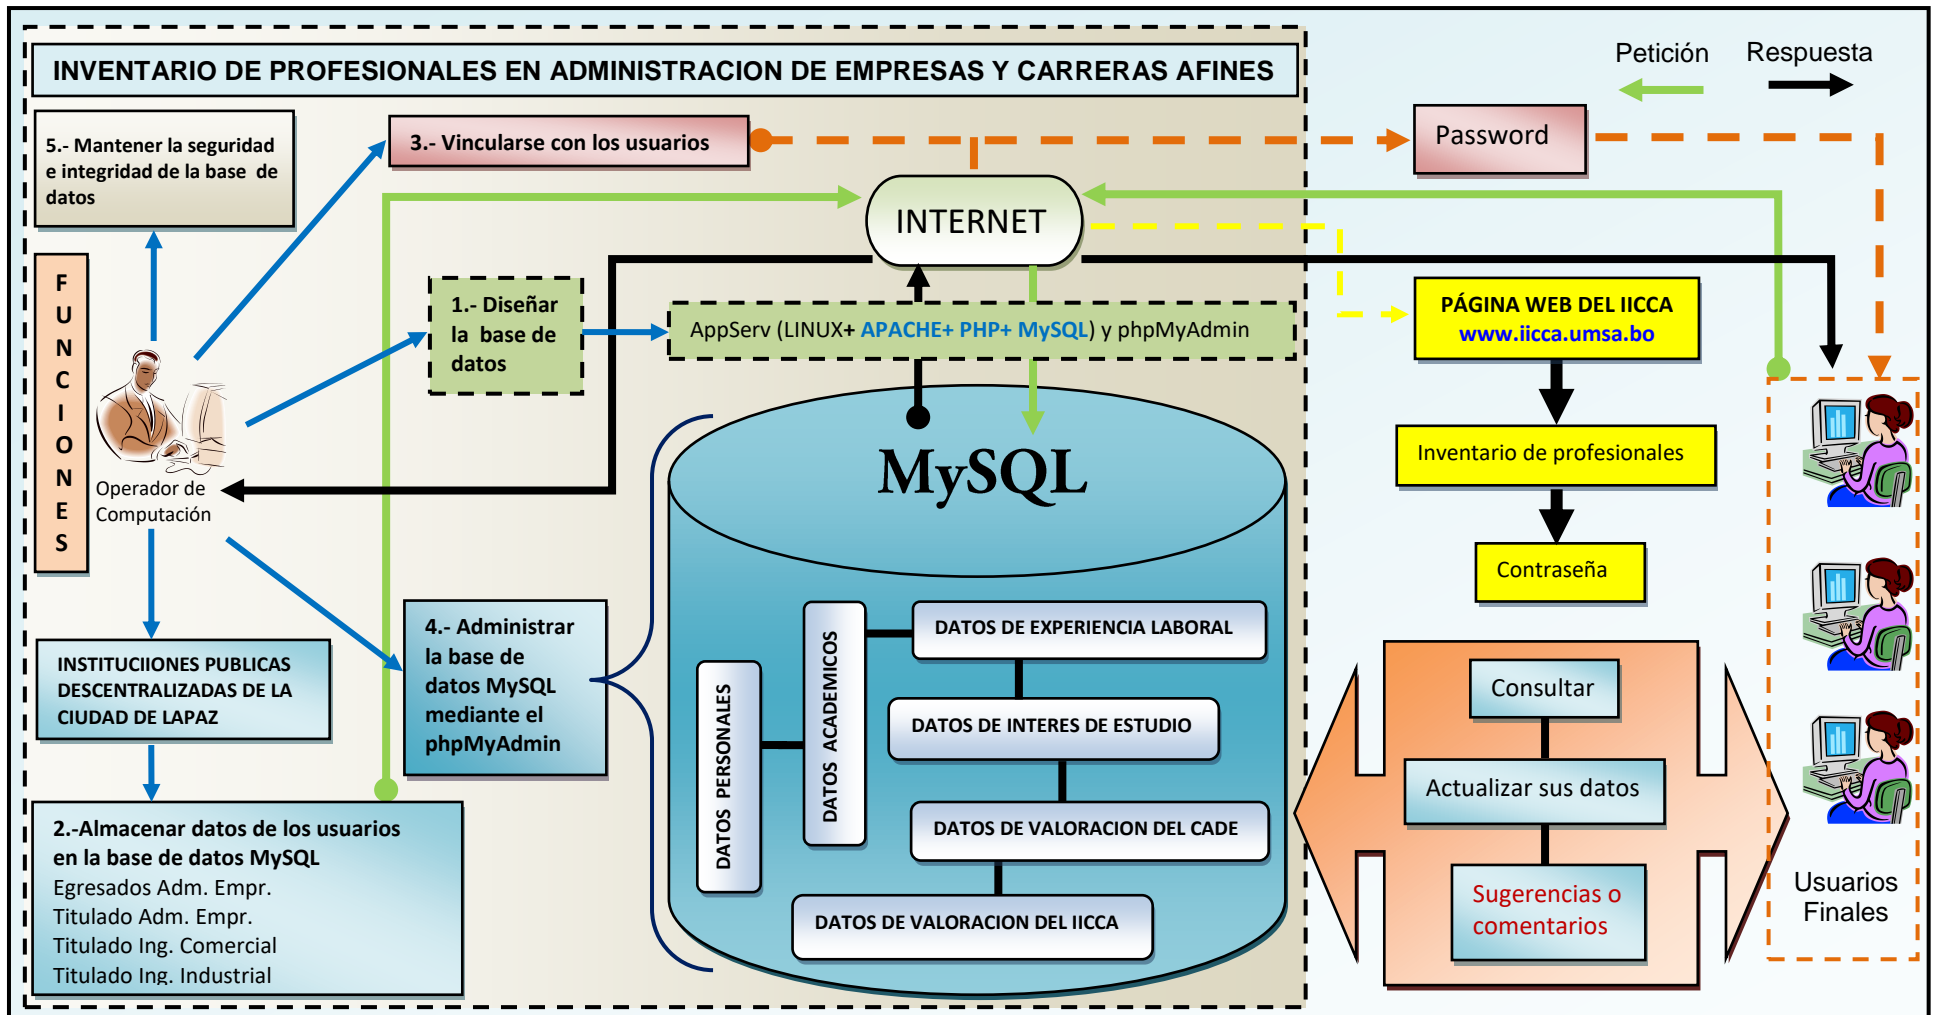 INVENTARIO DE PROFESIONALES EN ADMINISTRACION DE EMPRESAS Y CARRERAS AFINES
Petición
Respuesta
5.- Mantener la seguridad
e integridad de la base de
datos
3.- Vincularse con los usuarios
Password
INTERNET
F
U
N
C
I
O
N
E
S
1.- Diseñar
la base de
datos
AppServ (LINUX+ APACHE+ PHP+ MySQL) y phpMyAdmin
PÁGINA WEB DEL IICCA
www.iicca.umsa.bo
Inventario de profesionales
Contraseña
Operador de
Computación
MySQL
INSTITUCIIONES PUBLICAS
DESCENTRALIZADAS DE LA
CIUDAD DE LAPAZ
4.- Administrar
la base de
datos MySQL
mediante el
phpMyAdmin
2.-Almacenar datos de los usuarios
en la base de datos MySQL
Egresados Adm. Empr.
Titulado Adm. Empr.
Titulado Ing. Comercial
Titulado Ing. Industrial
DATOS PERSONALES
DATOS ACADEMICOS
DATOS DE EXPERIENCIA LABORAL
DATOS DE INTERES DE ESTUDIO
DATOS DE VALORACION DEL CADE
DATOS DE VALORACION DEL IICCA
Consultar
Actualizar sus datos
Sugerencias o
comentarios
Usuarios
Finales